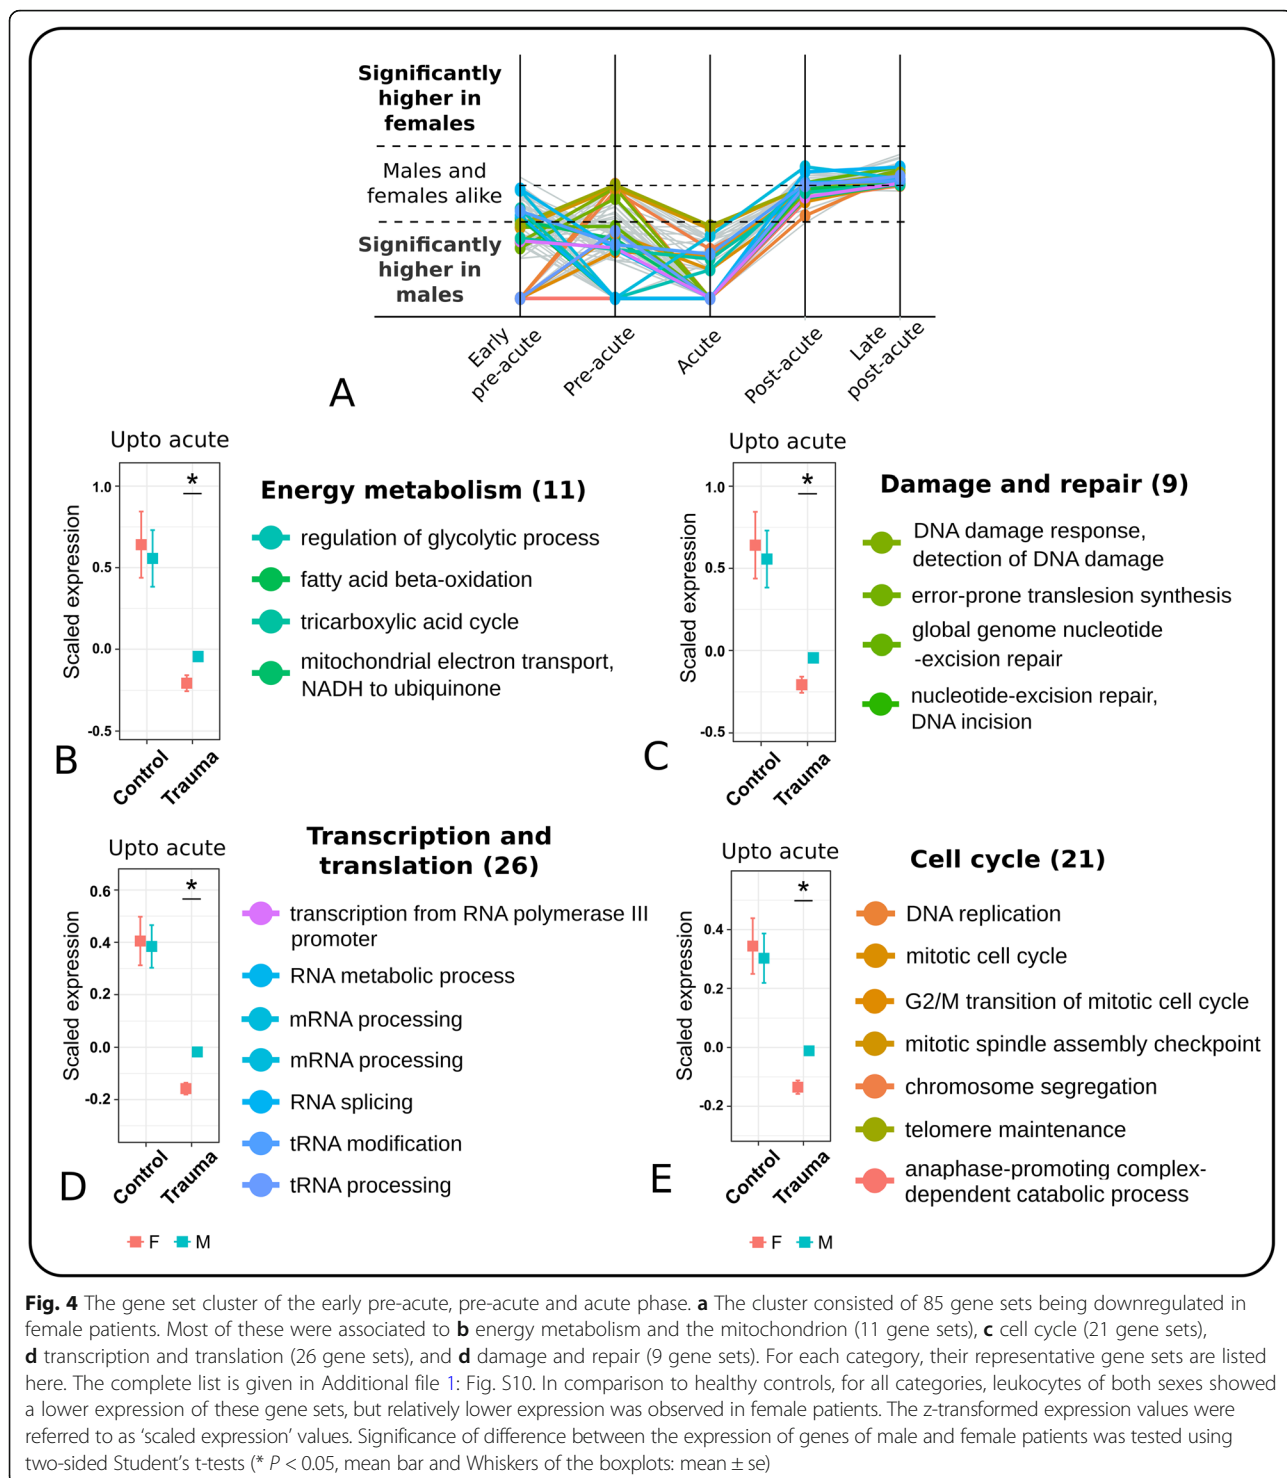 Significantly
higher in
females
Males and
females alike
Significantly
higher in
males
Early
pre-acute
Pre-acute
Acute
Post-acute
Late
post-acute
A
Upto acute
1.0
0.5
0.0
-0.5
Scaled expression
Control
Trauma
*
B
Energy metabolism (11)
regulation of glycolytic process
fatty acid beta-oxidation
tricarboxylic acid cycle
mitochondrial electron transport,
NADH to ubiquinone
Upto acute
1.0
0.5
0.0
-0.5
Scaled expression
Control
Trauma
*
C
Damage and repair (9)
DNA damage response,
detection of DNA damage
error-prone translesion synthesis
global genome nucleotide
-excision repair
nucleotide-excision repair,
DNA incision
Upto acute
0.6
0.4
0.2
0.0
-0.2
Scaled expression
Control
Trauma
*
D
F M
Transcription and
translation (26)
transcription from RNA polymerase III
promoter
RNA metabolic process
mRNA processing
mRNA processing
RNA splicing
tRNA modification
tRNA processing
Upto acute
0.4
0.2
0.0
-0.2
Scaled expression
Control
Trauma
*
E
F M
Cell cycle (21)
DNA replication
mitotic cell cycle
G2/M transition of mitotic cell cycle
mitotic spindle assembly checkpoint
chromosome segregation
telomere maintenance
anaphase-promoting complex-
dependent catabolic process
Fig. 4 The gene set cluster of the early pre-acute, pre-acute and acute phase. a The cluster consisted of 85 gene sets being downregulated in
female patients. Most of these were associated to b energy metabolism and the mitochondrion (11 gene sets), c cell cycle (21 gene sets),
d transcription and translation (26 gene sets), and d damage and repair (9 gene sets). For each category, their representative gene sets are listed
here. The complete list is given in Additional file 1: Fig. S10. In comparison to healthy controls, for all categories, leukocytes of both sexes showed
a lower expression of these gene sets, but relatively lower expression was observed in female patients. The z-transformed expression values were
referred to as ‘scaled expression’ values. Significance of difference between the expression of genes of male and female patients was tested using
two-sided Student’s t-tests (* P < 0.05, mean bar and Whiskers of the boxplots: mean ± se)